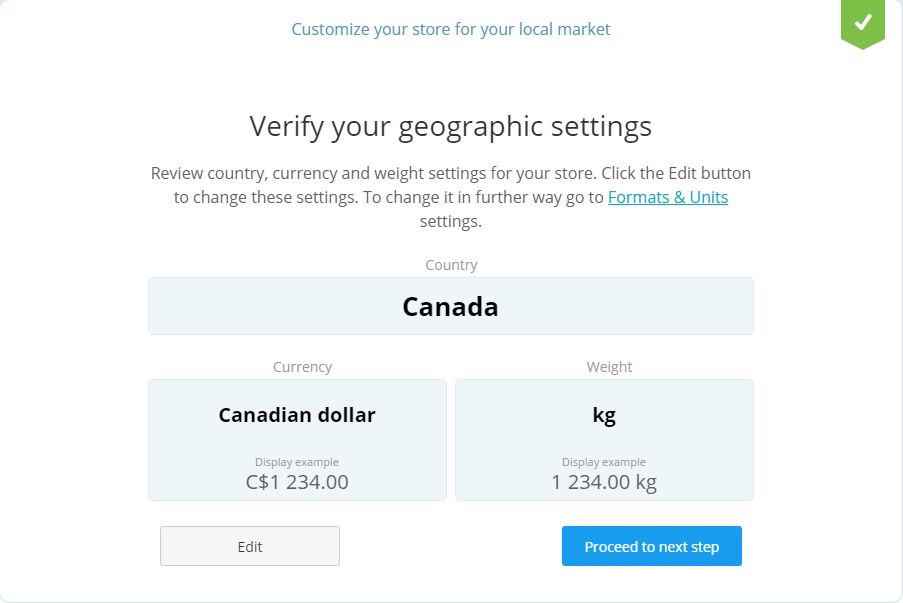 Customize your store for your local market
Verify your geographic settings
Review country, currency and weight settings for your store. Click the Edit button
to change these settings. To change it in further way go to Formats & Units
settings.
Country
Canada
Currency
Weight
Canadian dollar
kg
Display example
Display example
C$1 234.00
1 234.00 kg
Edit
Proceed to next step